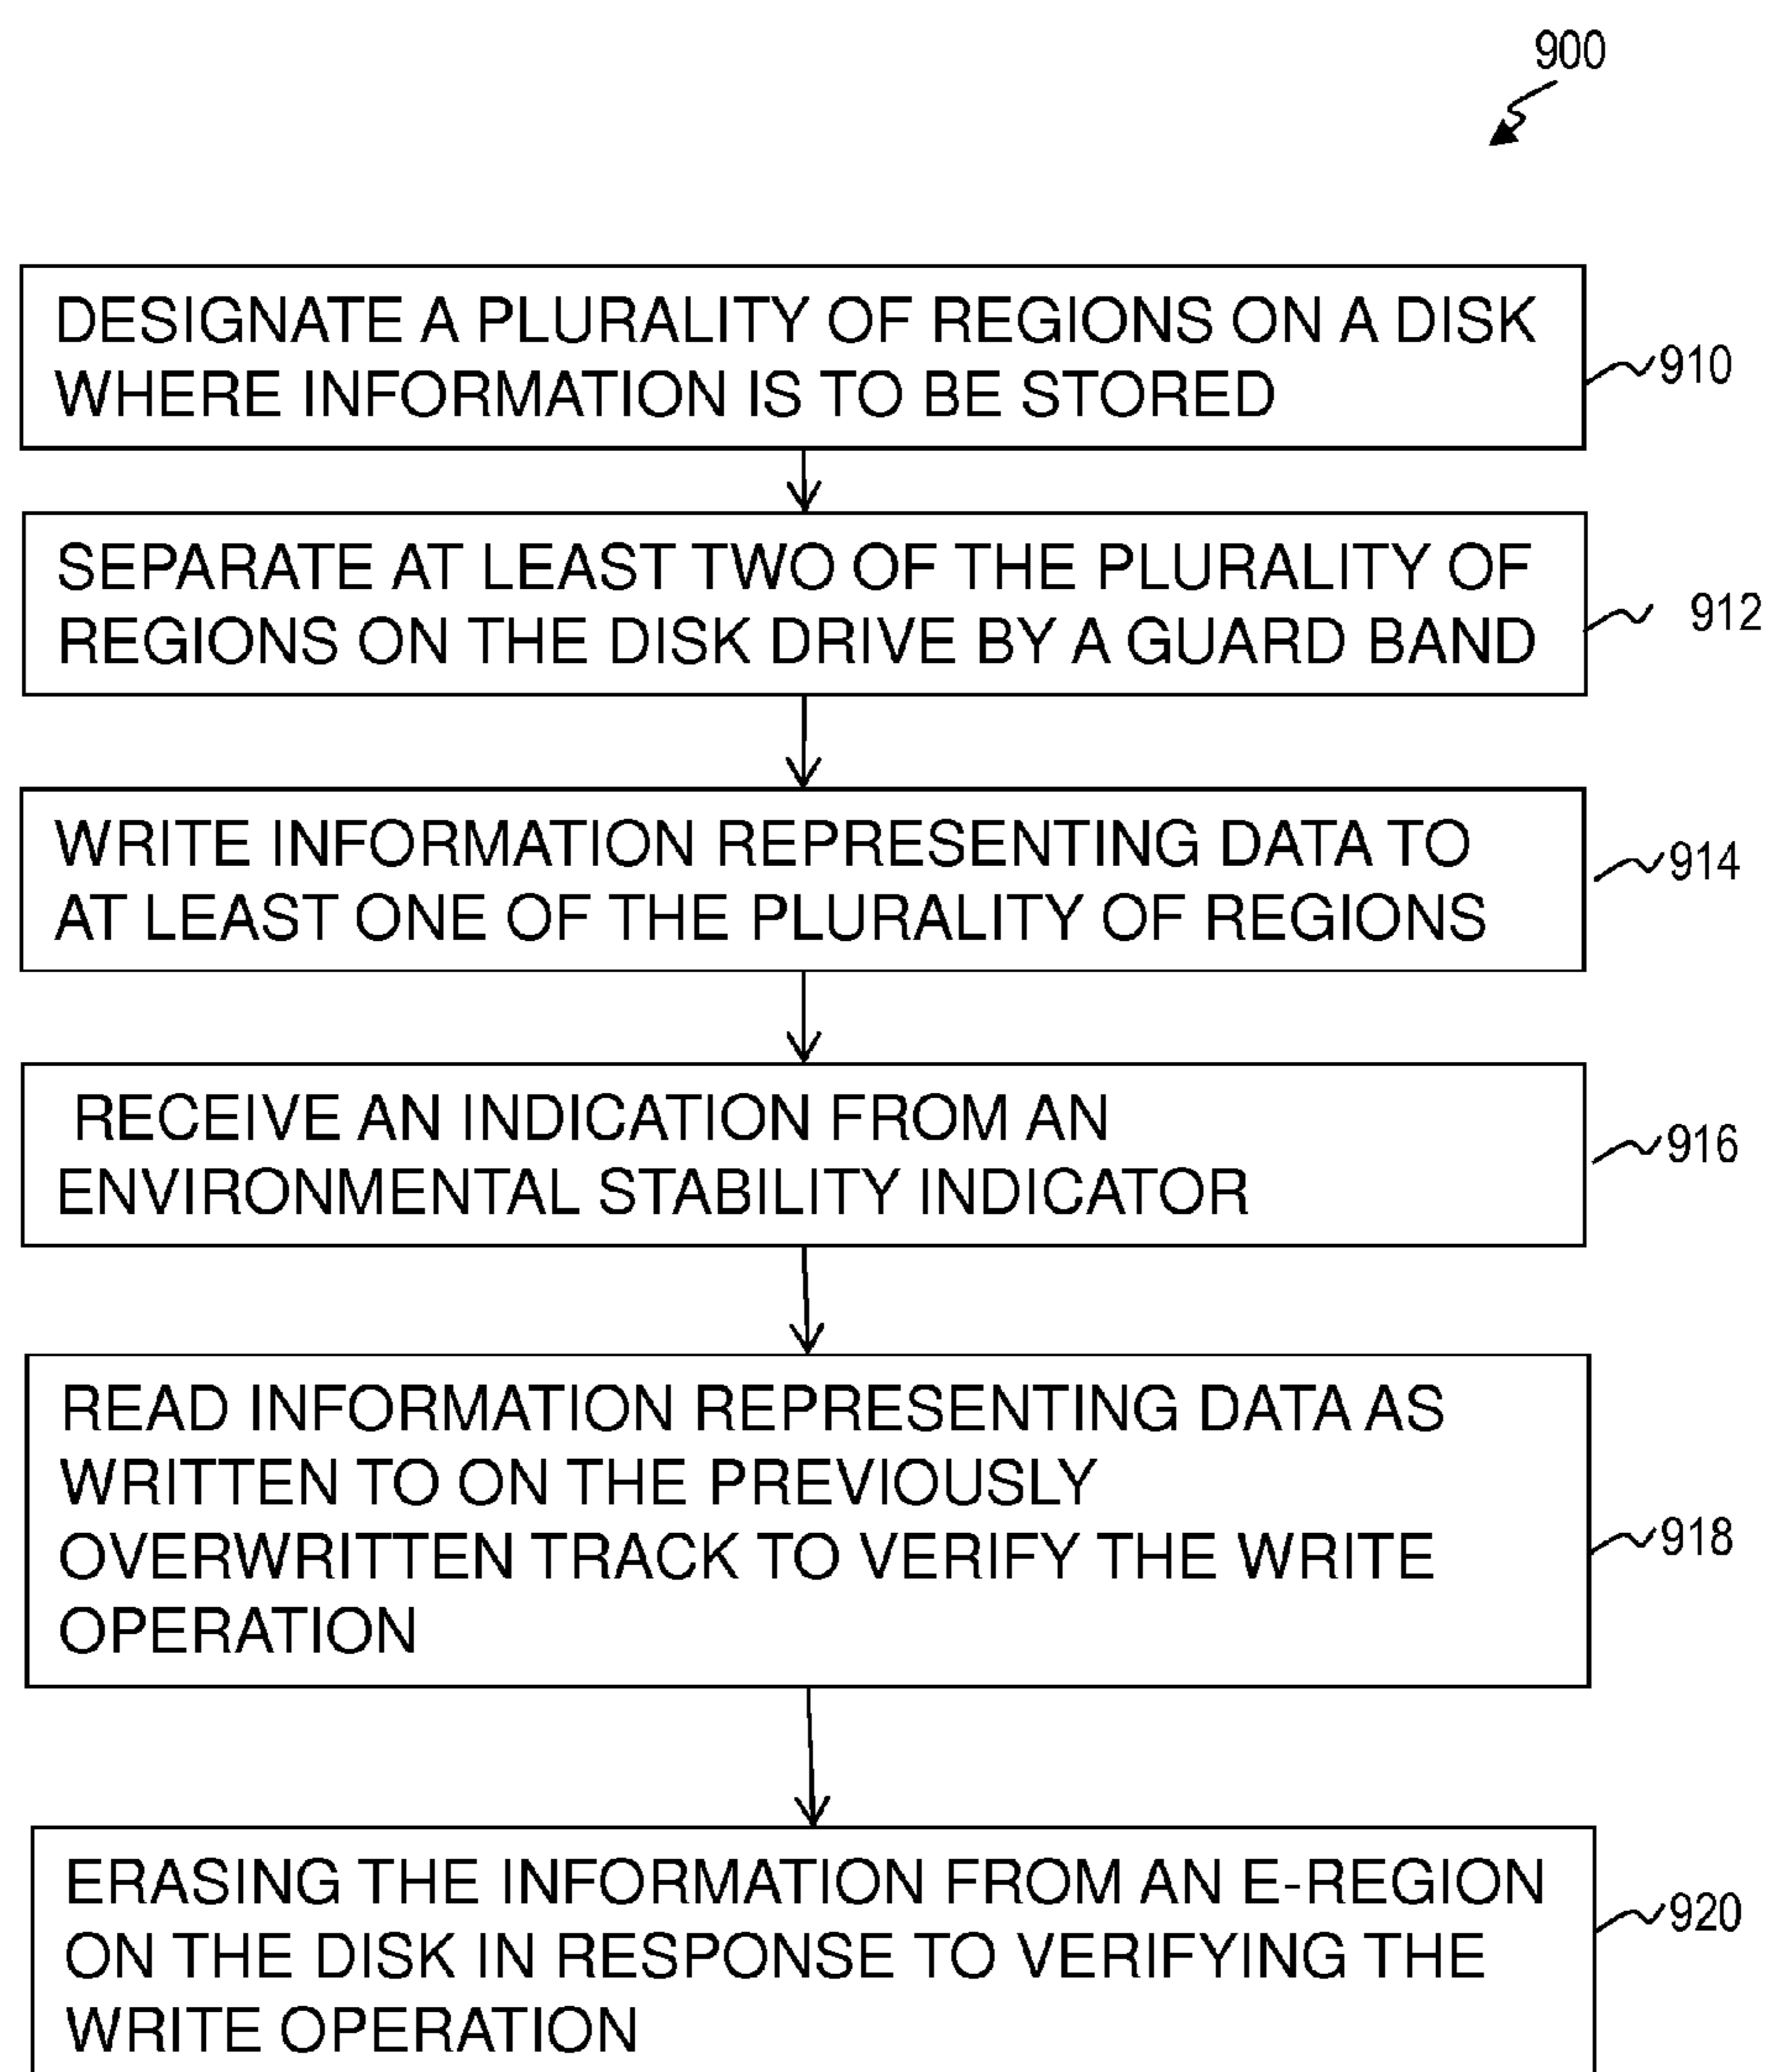 900
DESIGNATE A PLURALITY OF REGIONS ON A DISK
WHERE INFORMATION IS TO BE STORED
910
SEPARATE AT LEAST TWO OF THE PLURALITY OF
REGIONS ON THE DISK DRIVE BY A GUARD BAND
912
WRITE INFORMATION REPRESENTING DATA TO
AT LEAST ONE OF THE PLURALITY OF REGIONS
914
RECEIVE AN INDICATION FROM AN
ENVIRONMENTAL STABILITY INDICATOR
916
READ INFORMATION REPRESENTING DATA AS
WRITTEN TO ON THE PREVIOUSLY
OVERWRITTEN TRACK TO VERIFY THE WRITE
OPERATION
918
ERASING THE INFORMATION FROM AN E-REGION
ON THE DISK IN RESPONSE TO VERIFYING THE
WRITE OPERATION
920